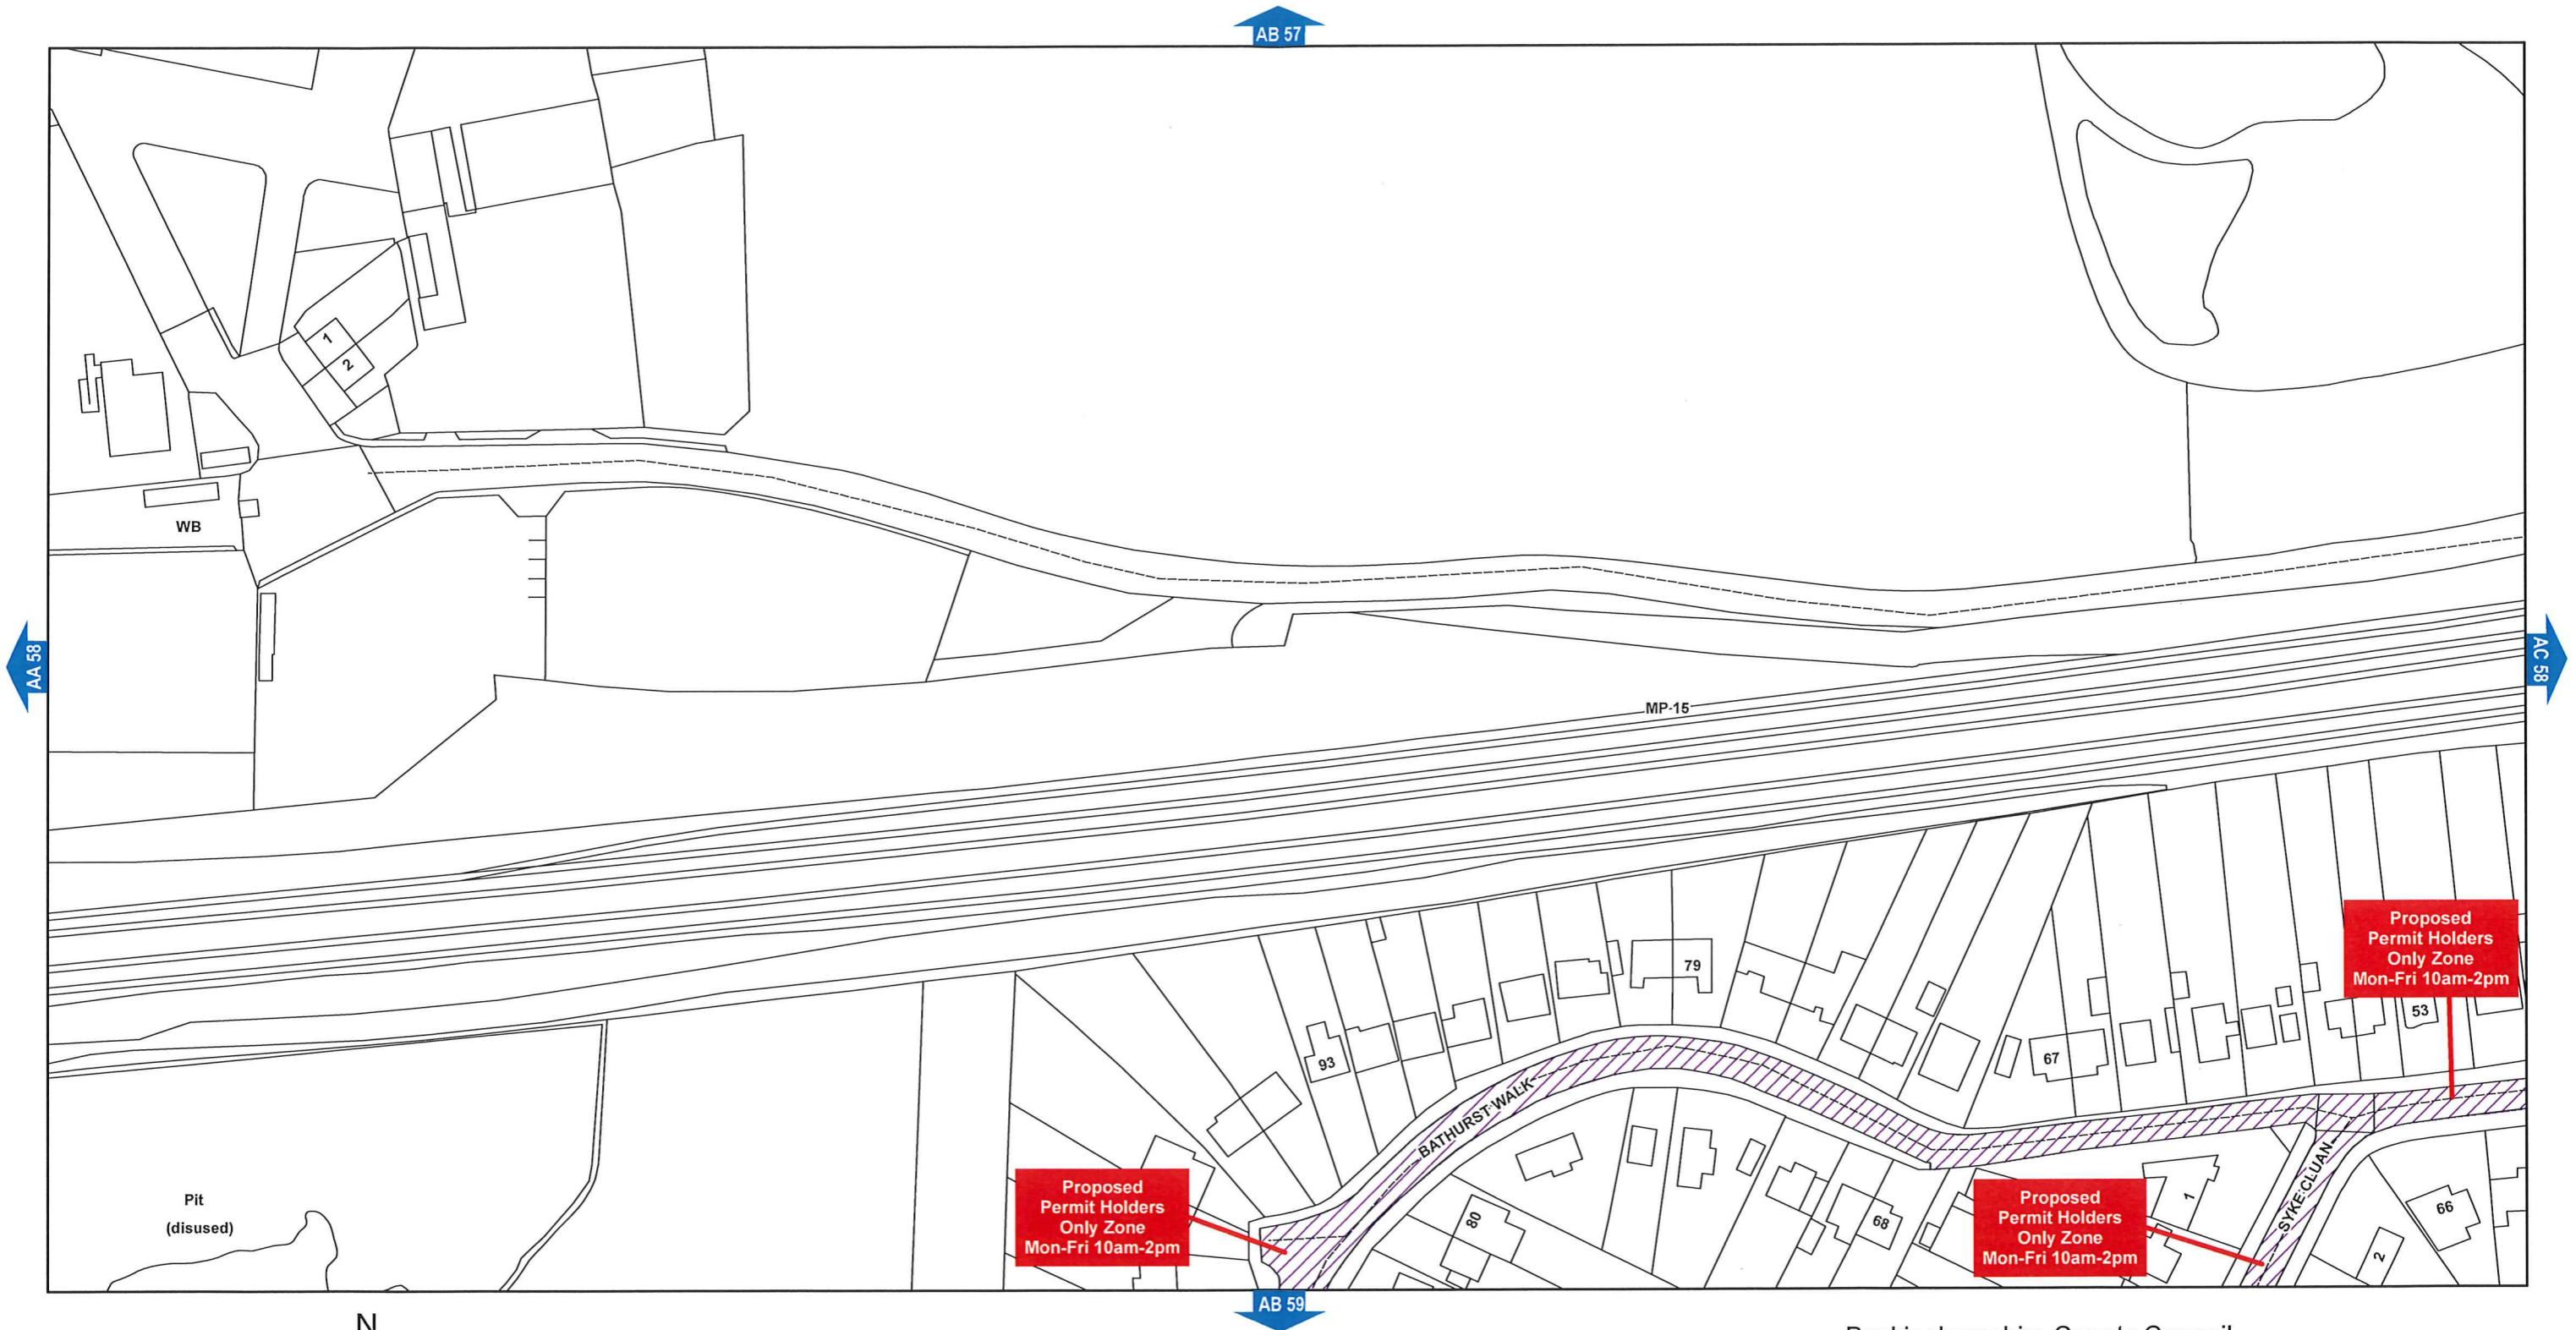 AB 57
1
2
WB
AA 58
AC 58
MP-15
Proposed
Permit Holders
Only Zone
Mon-Fri 10am-2pm
79
53
93
67
BATHURST WALK
Proposed
Permit Holders
Only Zone
Mon-Fri 10am-2pm
Proposed
Permit Holders
Only Zone
Mon-Fri 10am-2pm
Pit
(disused)
80
68
1
SYKE CLUAN
66
2
AB 59
N